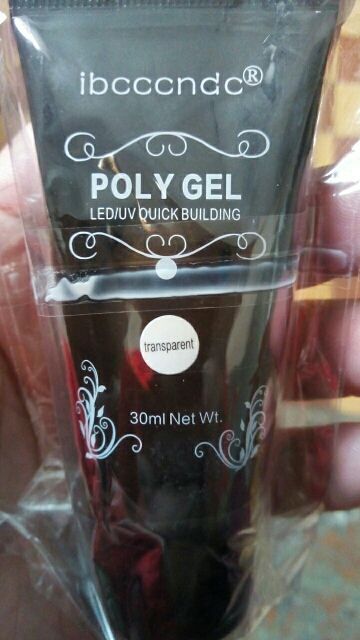 ibcccndc®
POLY GEL
LED/UV QUICK BUILDING
transparent
30ml Net Wt.